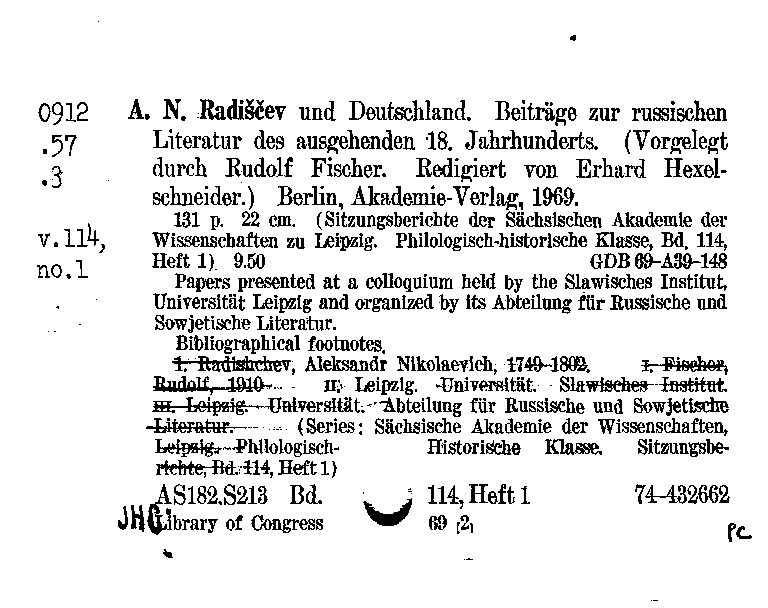 0912 A. N. Radiščev und Deutschland. Beiträge zur russischen
.57 Literatur des ausgehenden 18. Jahrhunderts. (Vorgelegt
.3 durch Rudolf Fischer. Redigiert von Erhard Hexel-
schneider.) Berlin, Akademie-Verlag, 1969.
131 p. 22 cm. (Sitzungsberichte der Sächsischen Akademie der
v.114, Wissenschaften zu Leipzig. Philologisch-historische Klasse, Bd. 114,
no.1 Heft 1) 9.50 GDB 69-A39-148
Papers presented at a colloquium held by the Slawisches Institut,
Universität Leipzig and organized by its Abteilung für Russische und
Sowjetische Literatur.
Bibliographical footnotes.
1. Radishchev, Aleksandr Nikolaevich, 1749-1802. I. Fischer,
Rudolf, 1910- II. Leipzig. Universität. Slawisches Institut.
III. Leipzig. Universität. Abteilung für Russische und Sowjetische
Literatur. (Series: Sächsische Akademie der Wissenschaften,
Leipzig. Philologisch- Historische Klasse. Sitzungsbe-
richte, Bd. 114, Heft 1)
AS182.S213 Bd. 114, Heft 1 74-432662
JHG Library of Congress 69 [2]
PC